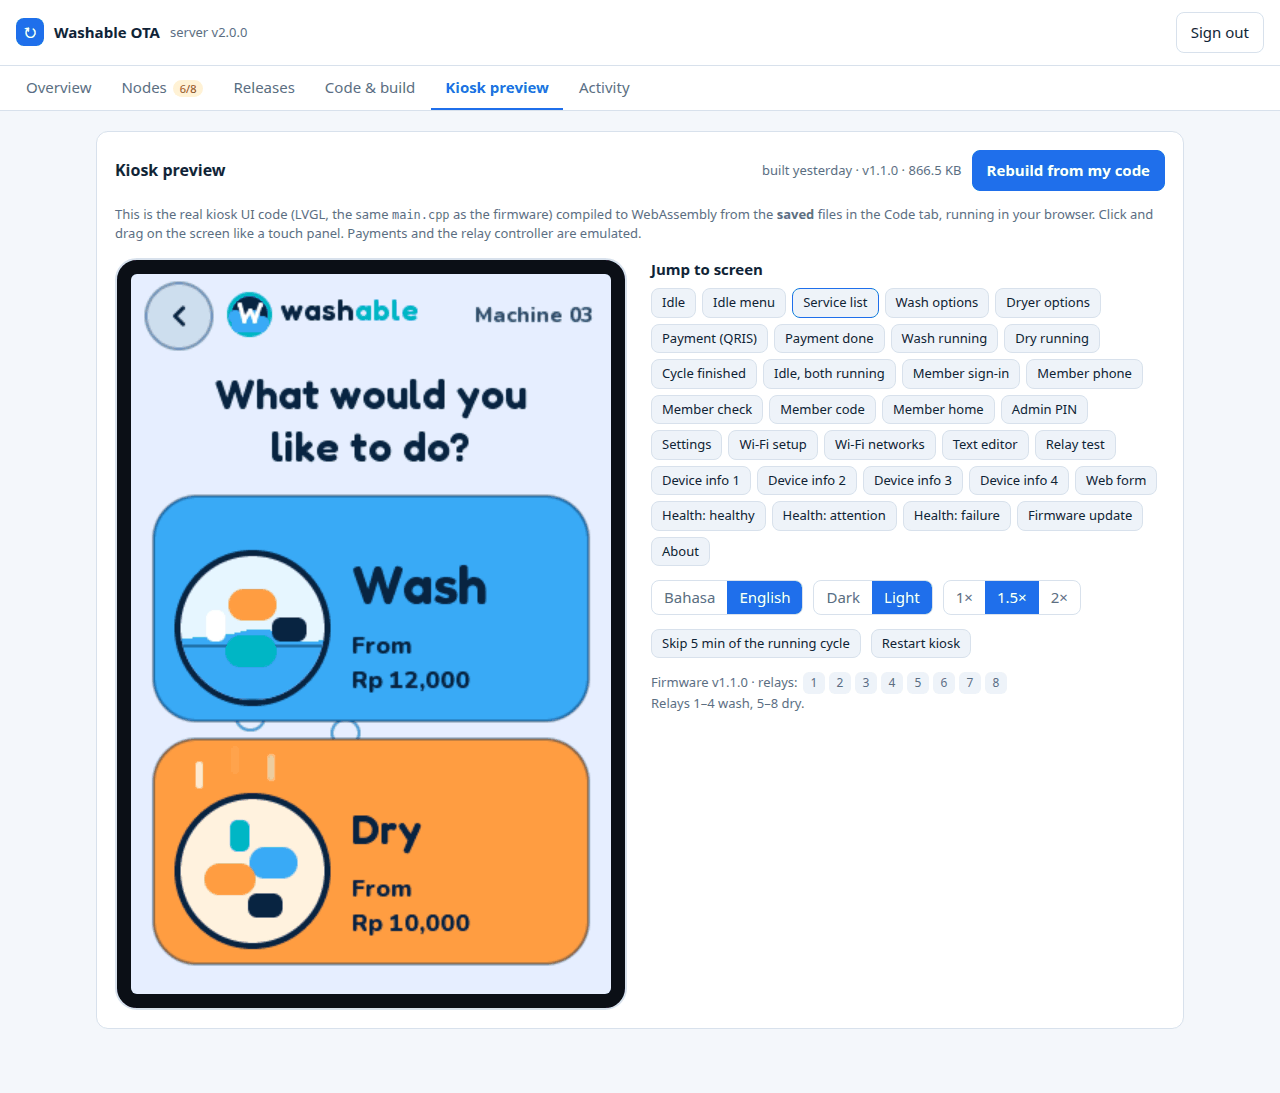 Washable OTA server v2.0.0
Sign out
Overview Nodes 6/8 Releases Code & build Kiosk preview Activity
Kiosk preview
built yesterday · v1.1.0 · 866.5 KB
Rebuild from my code
This is the real kiosk UI code (LVGL, the same main.cpp as the firmware) compiled to WebAssembly from the saved files in the Code tab, running in your browser. Click and
drag on the screen like a touch panel. Payments and the relay controller are emulated.
W washable Machine 03
What would you
like to do?
Wash
From
Rp 12,000
Dry
From
Rp 10,000
Jump to screen
Idle Idle menu Service list Wash options Dryer options
Payment (QRIS) Payment done Wash running Dry running
Cycle finished Idle, both running Member sign-in Member phone
Member check Member code Member home Admin PIN
Settings Wi-Fi setup Wi-Fi networks Text editor Relay test
Device info 1 Device info 2 Device info 3 Device info 4 Web form
Health: healthy Health: attention Health: failure Firmware update
About
Bahasa English Dark Light 1× 1.5× 2×
Skip 5 min of the running cycle Restart kiosk
Firmware v1.1.0 · relays: 1 2 3 4 5 6 7 8
Relays 1–4 wash, 5–8 dry.